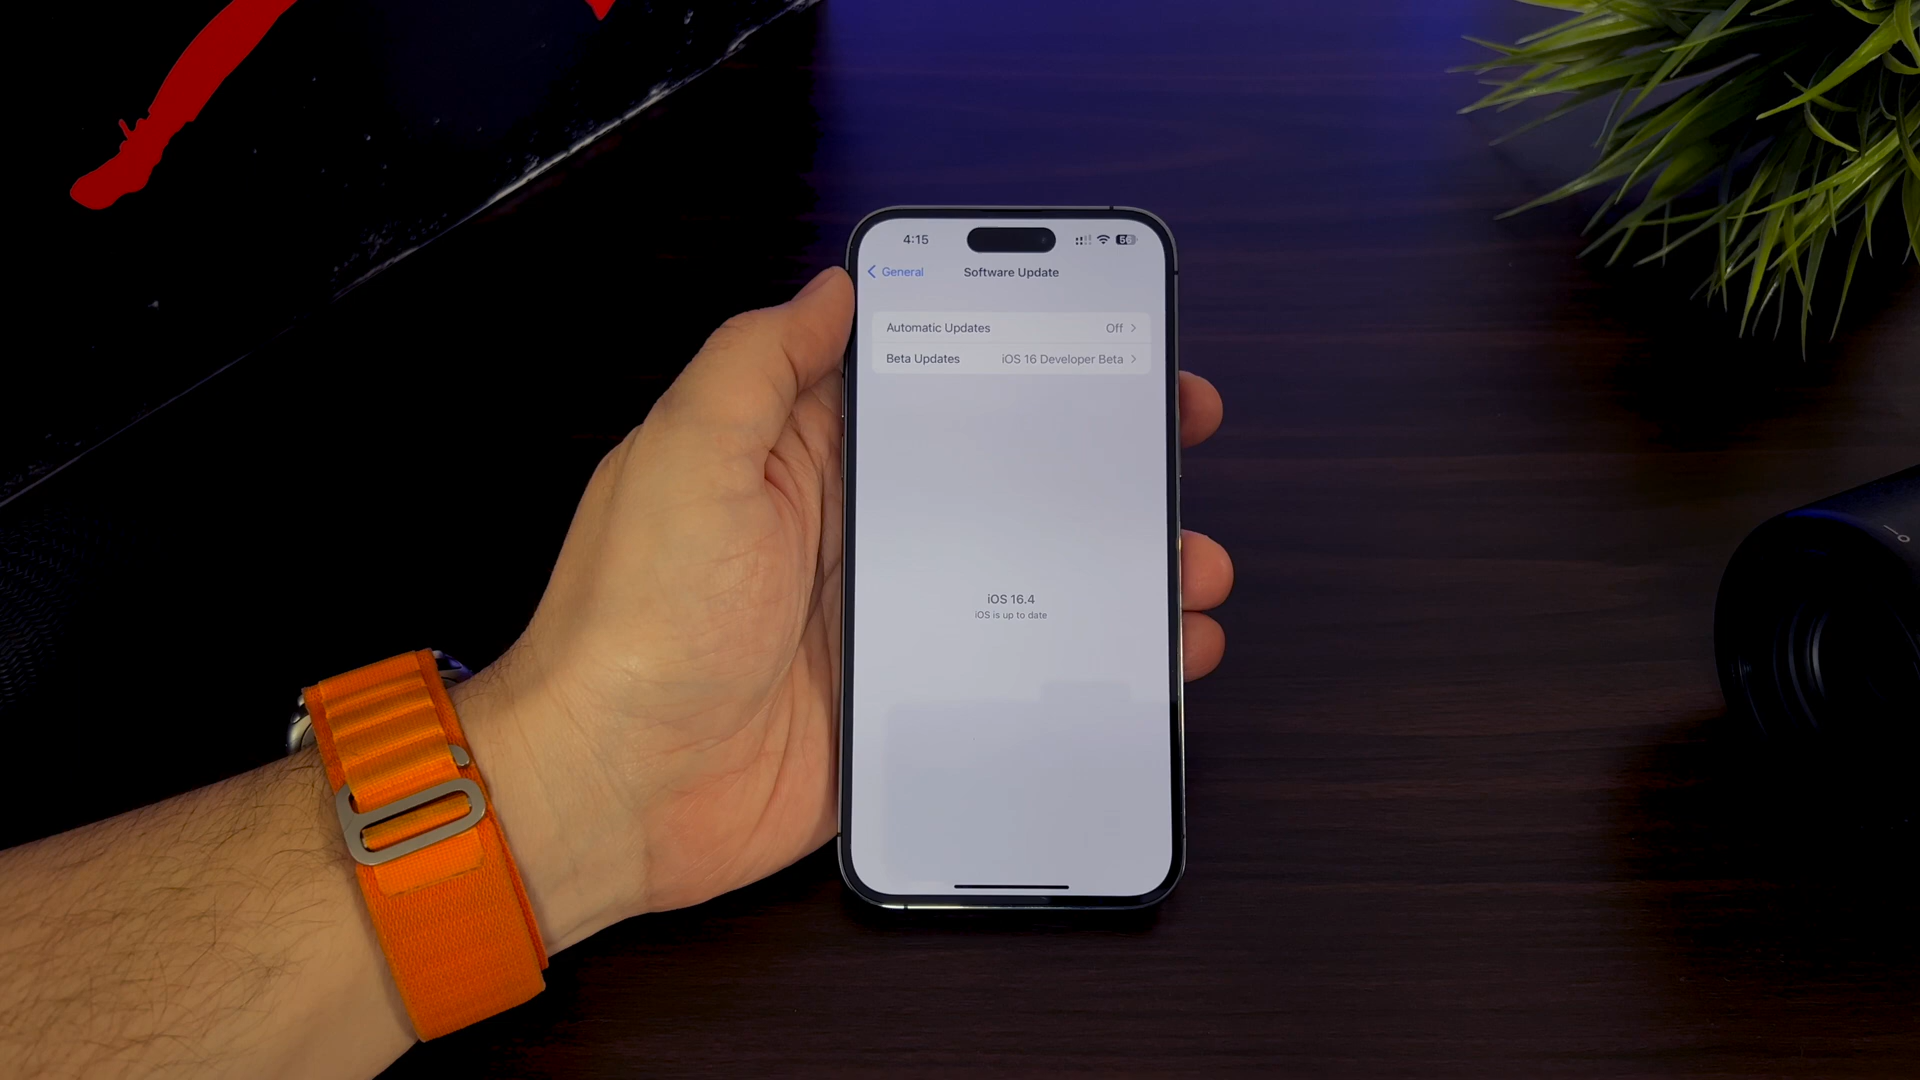 4:15
56
General
Software Update
Automatic Updates Off
Beta Updates iOS 16 Developer Beta
iOS 16.4
iOS is up to date